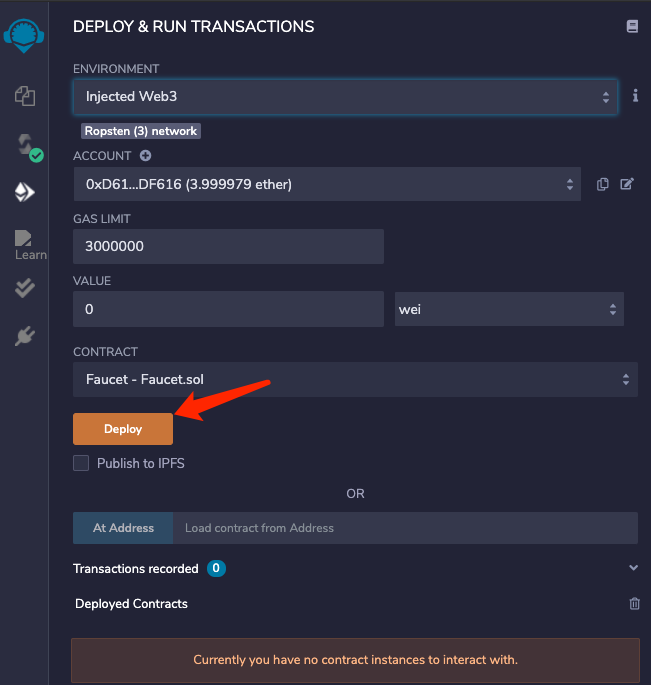 DEPLOY & RUN TRANSACTIONS
ENVIRONMENT
Injected Web3
Ropsten (3) network
ACCOUNT
0xD61...DF616 (3.999979 ether)
GAS LIMIT
3000000
Learn
VALUE
0 wei
CONTRACT
Faucet - Faucet.sol
Deploy
Publish to IPFS
OR
At Address Load contract from Address
Transactions recorded 0
Deployed Contracts
Currently you have no contract instances to interact with.